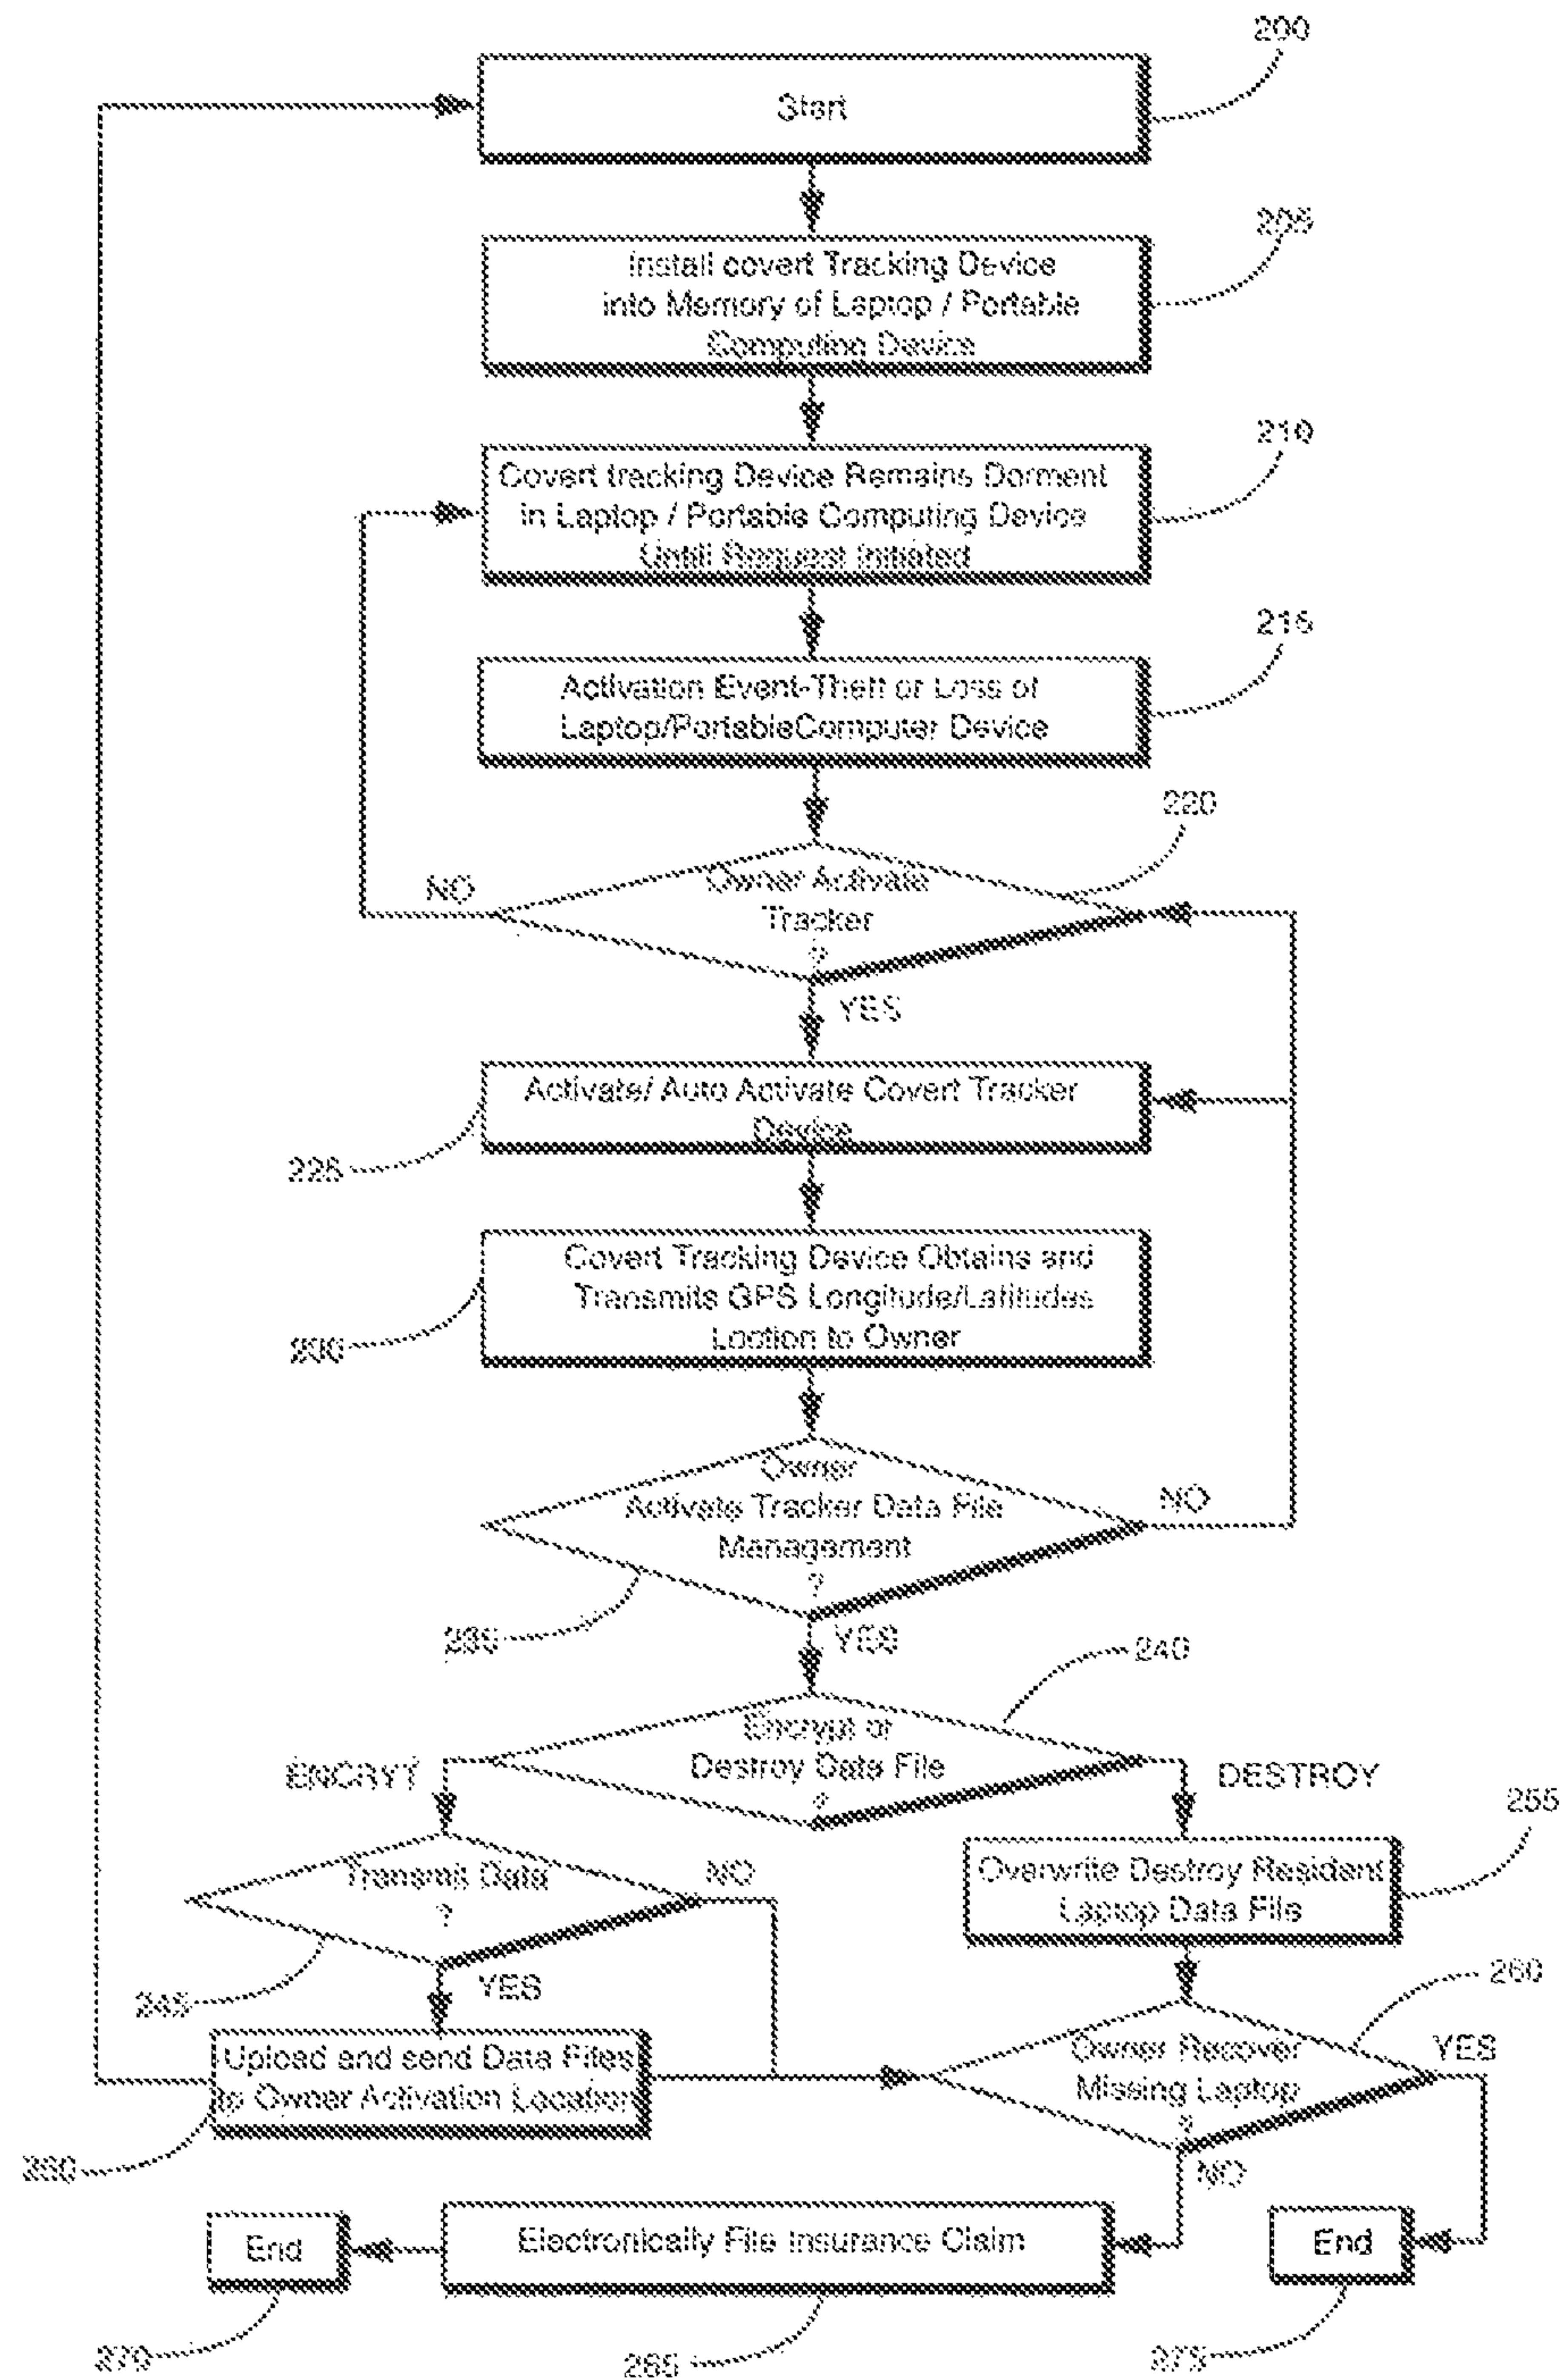 200
Start
205
Install covert Tracking Device
into Memory of Laptop / Portable
Computing Device
210
Covert tracking Device Remains Dorment
in Laptop / Portable Computing Device
Untill Request Initiated
215
Activation Event-Theft or Loss of
Laptop/PortableComputer Device
220
Owner Activate
Tracker
?
NO
YES
Activate/ Auto Activate Covert Tracker
Device
225
Covert Tracking Device Obtains and
Transmits GPS Longitude/Latitudes
Loction to Owner
230
Owner
Activate Tracker Data File
Management
?
NO
235
YES
240
Encrypt or
Destroy Data File
?
ENCRYT
DESTROY
255
Transmit Data
?
NO
Overwrite Destroy Resident
Laptop Data File
245
YES
260
Upload and send Data Files
to Owner Activation Location
Owner Recover
Missing Laptop
?
YES
250
NO
End
Electronically File Insurance Claim
End
270
265
275